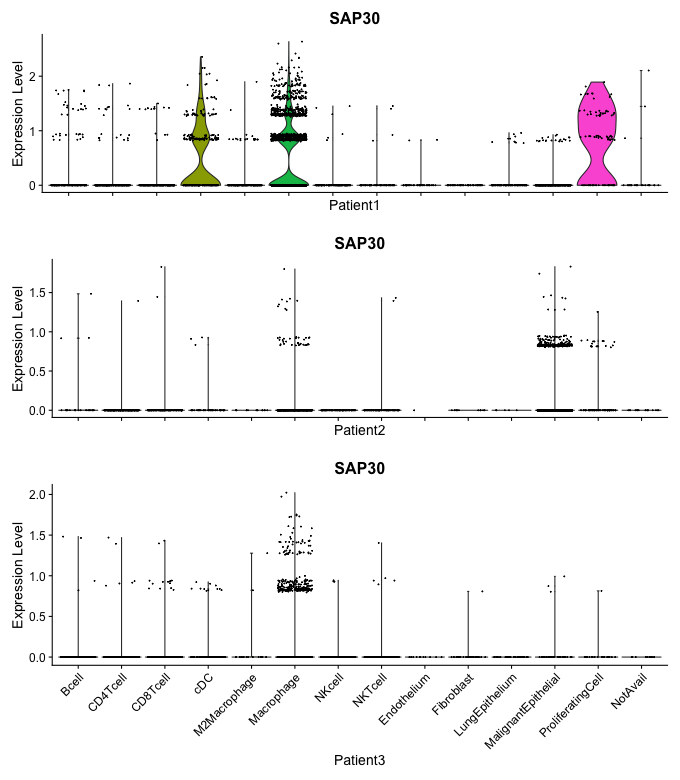 SAP30
Expression Level
2
1
0
Patient1
SAP30
Expression Level
1.5
1.0
0.5
0.0
Patient2
SAP30
Expression Level
2.0
1.5
1.0
0.5
0.0
Bcell
CD4Tcell
CD8Tcell
cDC
M2Macrophage
Macrophage
NKcell
NKTcell
Endothelium
Fibroblast
LungEpithelium
MalignantEpithelial
ProliferatingCell
NotAvail
Patient3